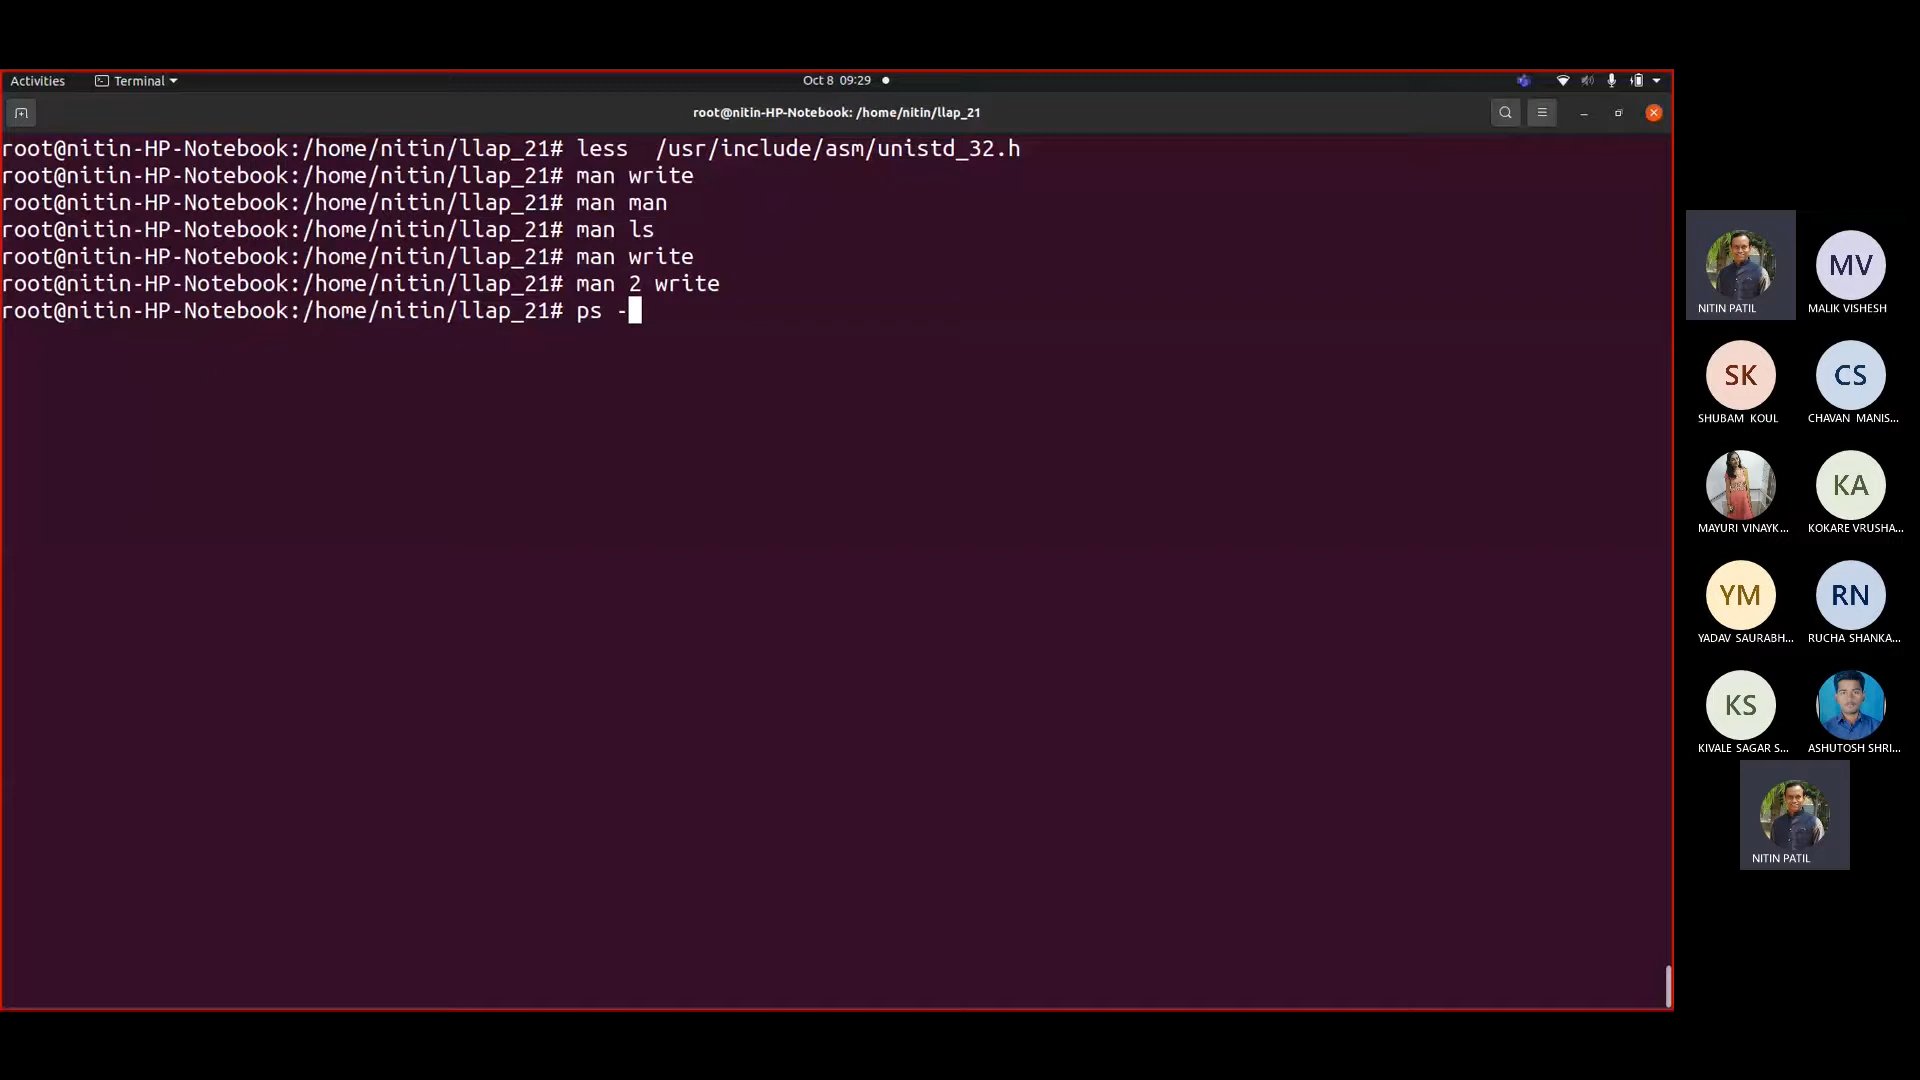 Activities
Terminal
Oct 8 09:29
root@nitin-HP-Notebook: /home/nitin/llap_21
root@nitin-HP-Notebook:/home/nitin/llap_21# less  /usr/include/asm/unistd_32.h
root@nitin-HP-Notebook:/home/nitin/llap_21# man write
root@nitin-HP-Notebook:/home/nitin/llap_21# man man
root@nitin-HP-Notebook:/home/nitin/llap_21# man ls
root@nitin-HP-Notebook:/home/nitin/llap_21# man write
root@nitin-HP-Notebook:/home/nitin/llap_21# man 2 write
root@nitin-HP-Notebook:/home/nitin/llap_21# ps -
NITIN PATIL
MV
MALIK VISHESH
SK
SHUBAM KOUL
CS
CHAVAN MANIS...
MAYURI VINAYK...
KA
KOKARE VRUSHA...
YM
YADAV SAURABH...
RN
RUCHA SHANKA...
KS
KIVALE SAGAR S...
ASHUTOSH SHRI...
NITIN PATIL